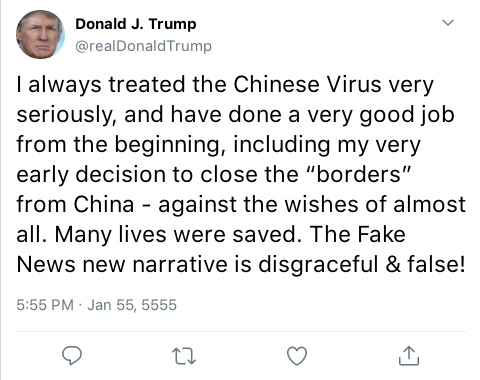 Donald J. Trump
@realDonaldTrump
I always treated the Chinese Virus very
seriously, and have done a very good job
from the beginning, including my very
early decision to close the “borders”
from China - against the wishes of almost
all. Many lives were saved. The Fake
News new narrative is disgraceful & false!
5:55 PM · Jan 55, 5555